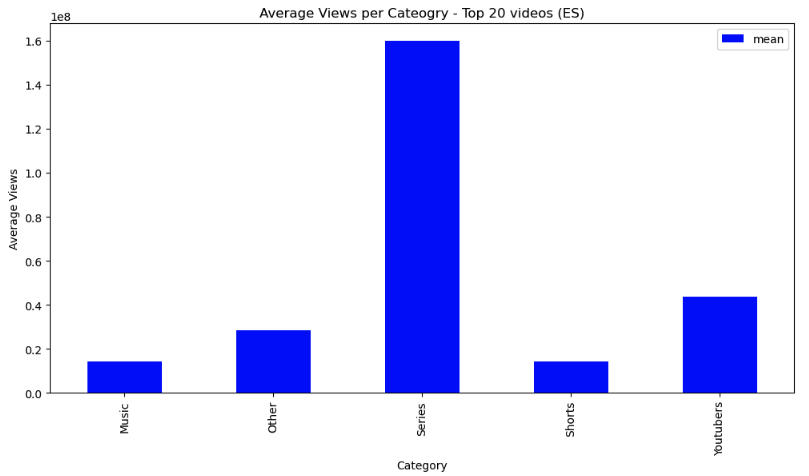 Average Views per Cateogry - Top 20 videos (ES)
1e8
mean
1.6
1.4
1.2
1.0
0.8
0.6
0.4
0.2
0.0
Average Views
Music
Other
Series
Shorts
Youtubers
Category